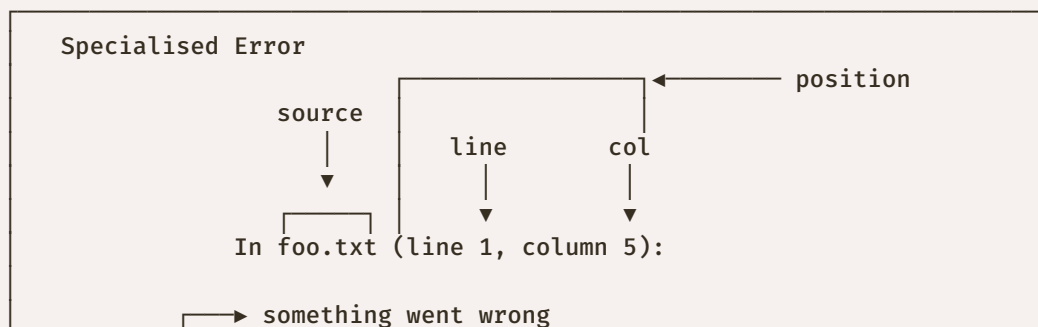 Specialised Error
position
source
line col
In foo.txt (line 1, column 5):
something went wrong